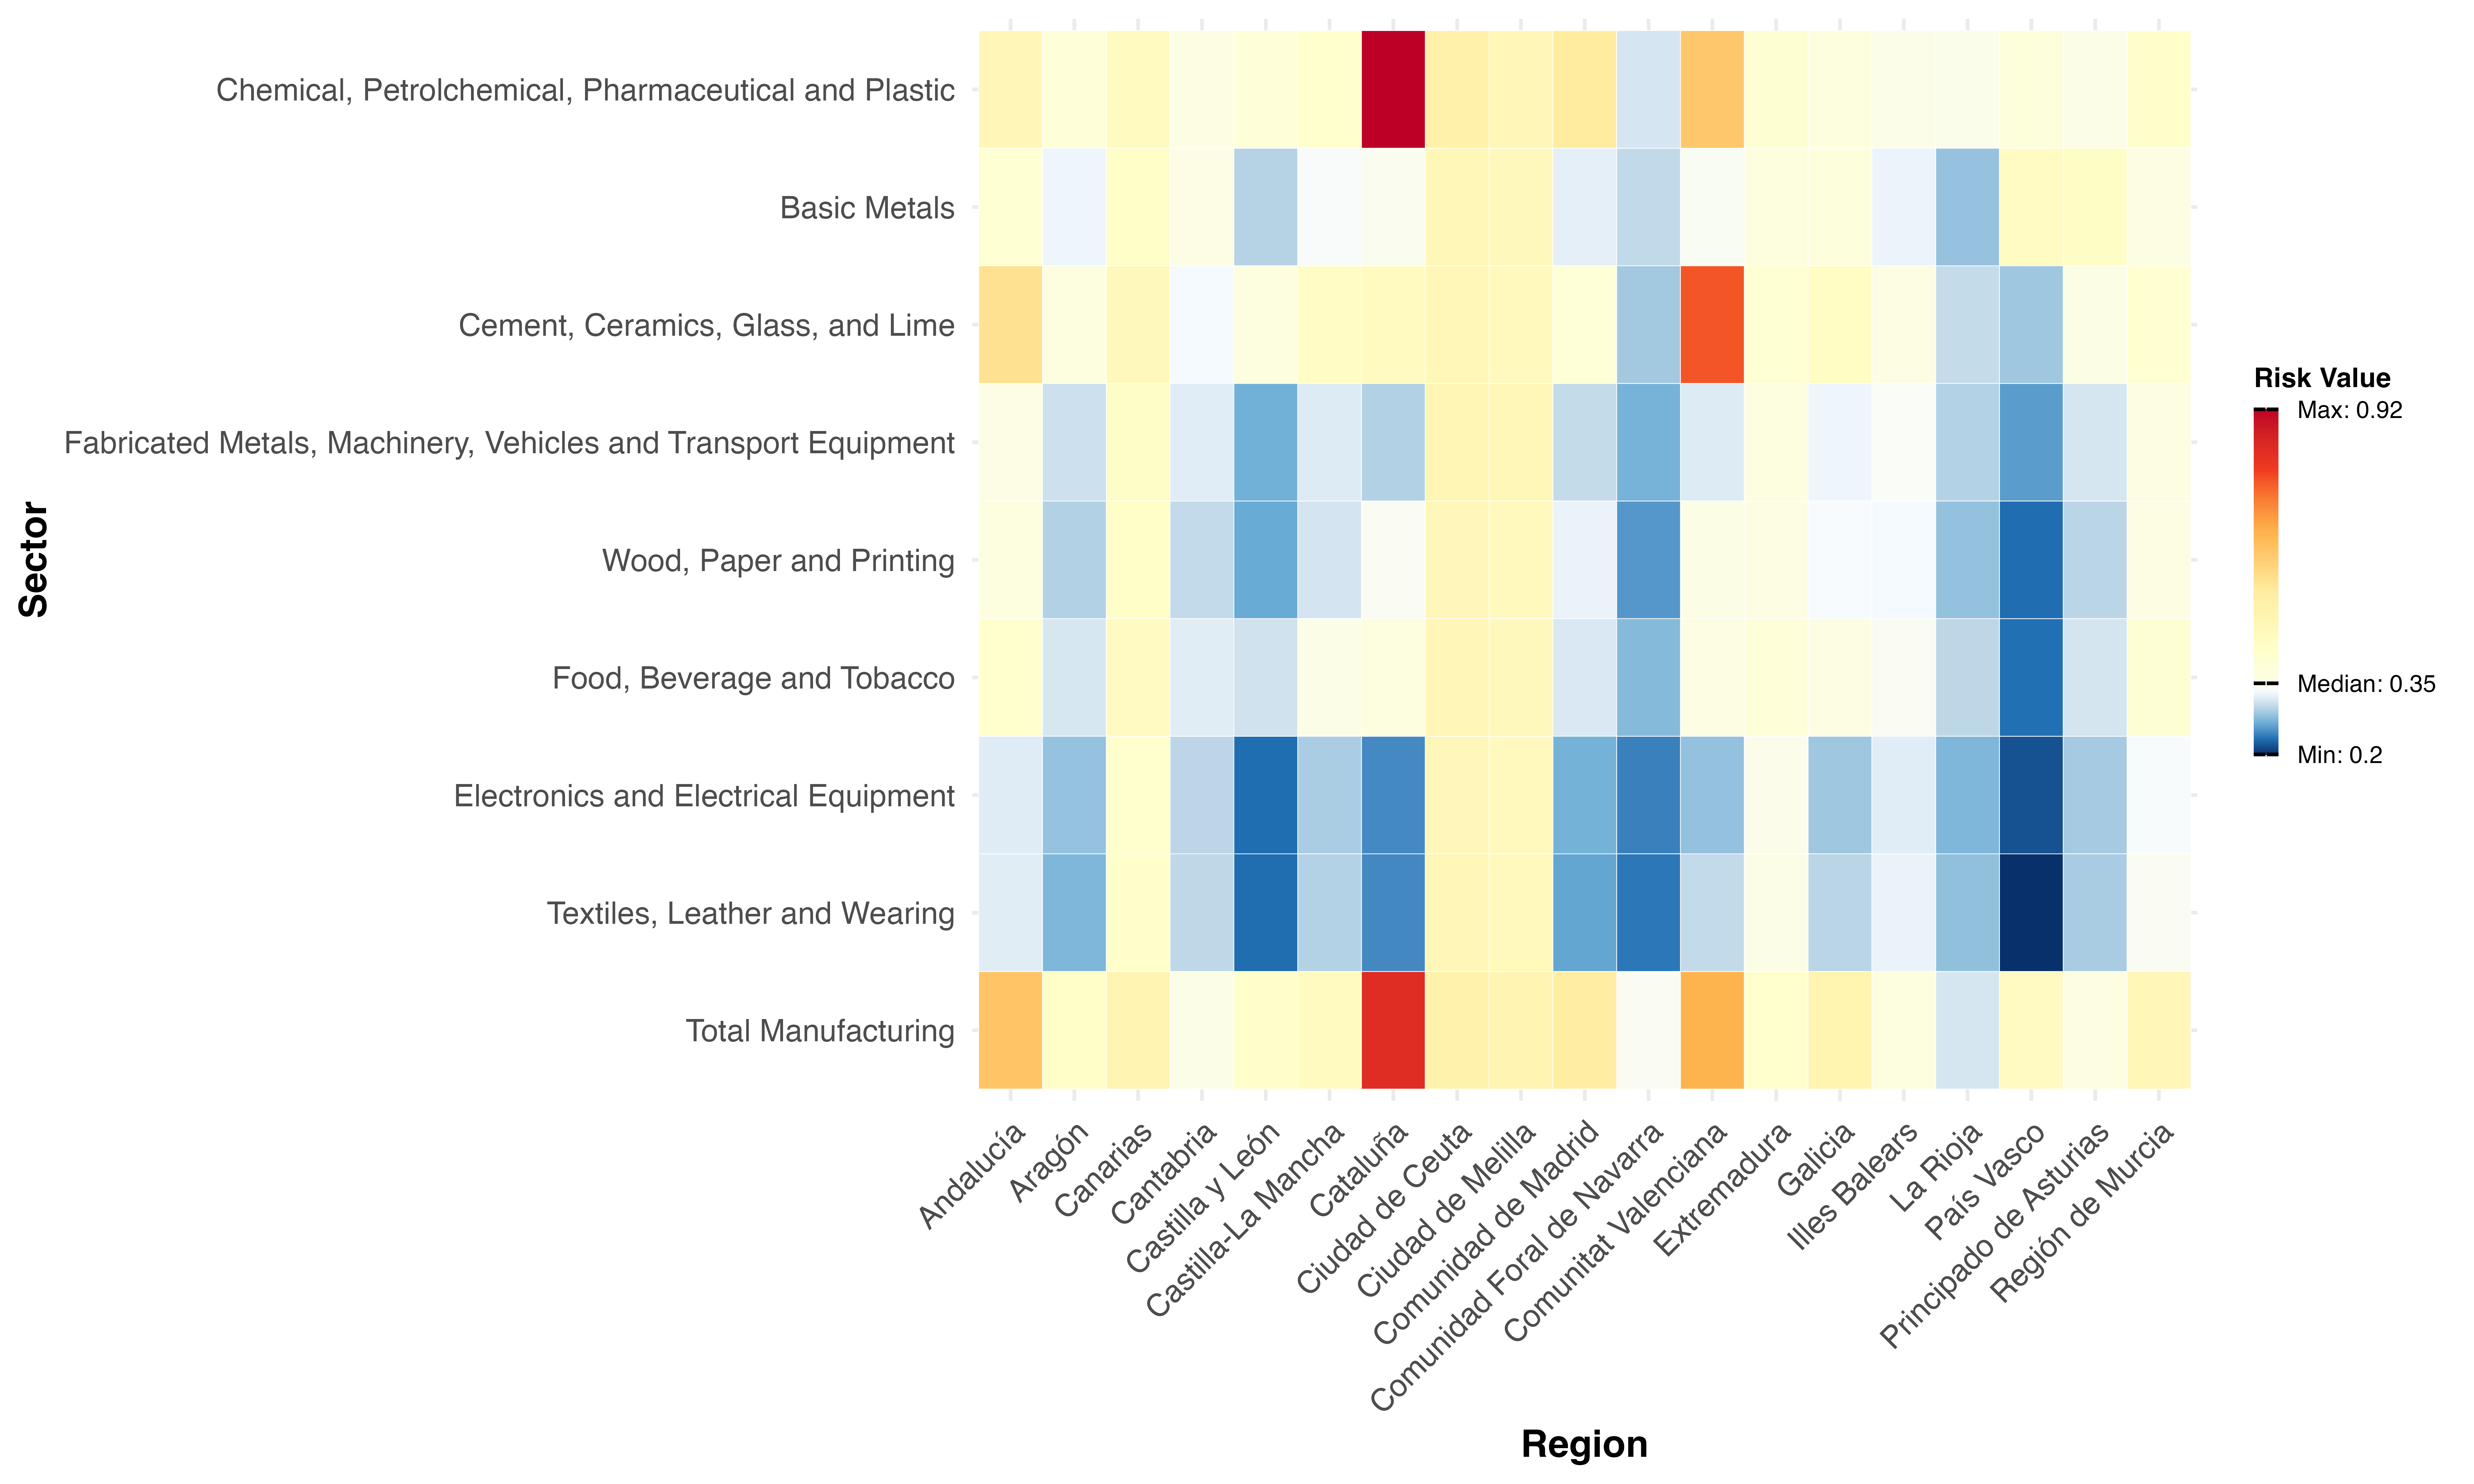 Sector
Chemical, Petrolchemical, Pharmaceutical and Plastic
Basic Metals
Cement, Ceramics, Glass, and Lime
Fabricated Metals, Machinery, Vehicles and Transport Equipment
Wood, Paper and Printing
Food, Beverage and Tobacco
Electronics and Electrical Equipment
Textiles, Leather and Wearing
Total Manufacturing
Andalucía
Aragón
Canarias
Cantabria
Castilla y León
Castilla-La Mancha
Cataluña
Ciudad de Ceuta
Ciudad de Melilla
Comunidad de Madrid
Comunidad Foral de Navarra
Comunitat Valenciana
Extremadura
Galicia
Illes Balears
La Rioja
País Vasco
Principado de Asturias
Región de Murcia
Region
Risk Value
Max: 0.92
Median: 0.35
Min: 0.2